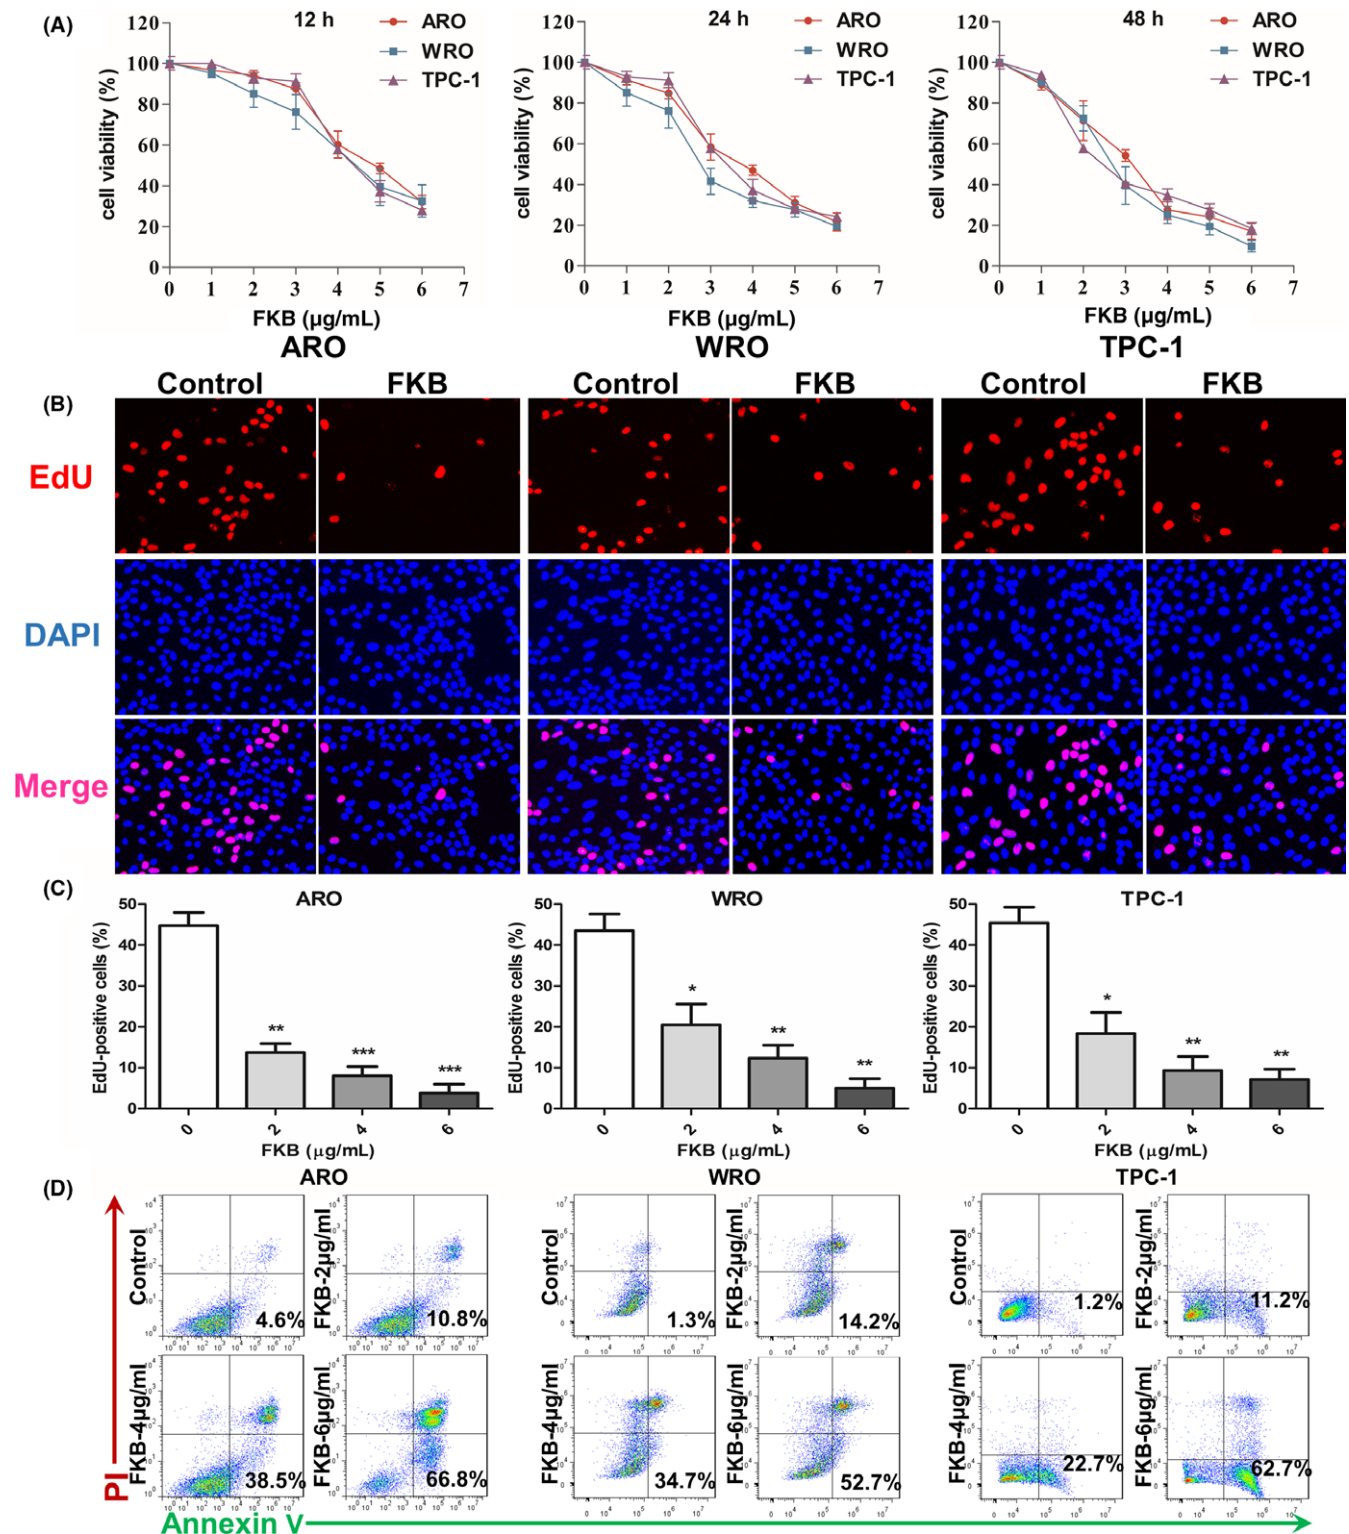 (A)
12 h
ARO
WRO
TPC-1
cell viability (%)
120
100
80
60
40
20
0
0 1 2 3 4 5 6 7
FKB (µg/mL)
24 h
ARO
WRO
TPC-1
cell viability (%)
120
100
80
60
40
20
0
0 1 2 3 4 5 6 7
FKB (µg/mL)
48 h
ARO
WRO
TPC-1
cell viability (%)
120
100
80
60
40
20
0
0 1 2 3 4 5 6 7
FKB (µg/mL)
ARO WRO TPC-1
Control FKB Control FKB Control FKB
(B)
EdU
DAPI
Merge
(C)
ARO
EdU-positive cells (%)
50
40
30
20
10
0
** *** ***
0 2 4 6
FKB (µg/mL)
WRO
EdU-positive cells (%)
50
40
30
20
10
0
* ** **
0 2 4 6
FKB (µg/mL)
TPC-1
EdU-positive cells (%)
50
40
30
20
10
0
* ** **
0 2 4 6
FKB (µg/mL)
(D)
ARO WRO TPC-1
Control 4.6%
FKB-2µg/ml 10.8%
Control 1.3%
FKB-2µg/ml 14.2%
Control 1.2%
FKB-2µg/ml 11.2%
FKB-4µg/ml 38.5%
FKB-6µg/ml 66.8%
FKB-4µg/ml 34.7%
FKB-6µg/ml 52.7%
FKB-4µg/ml 22.7%
FKB-6µg/ml 62.7%
PI
Annexin V